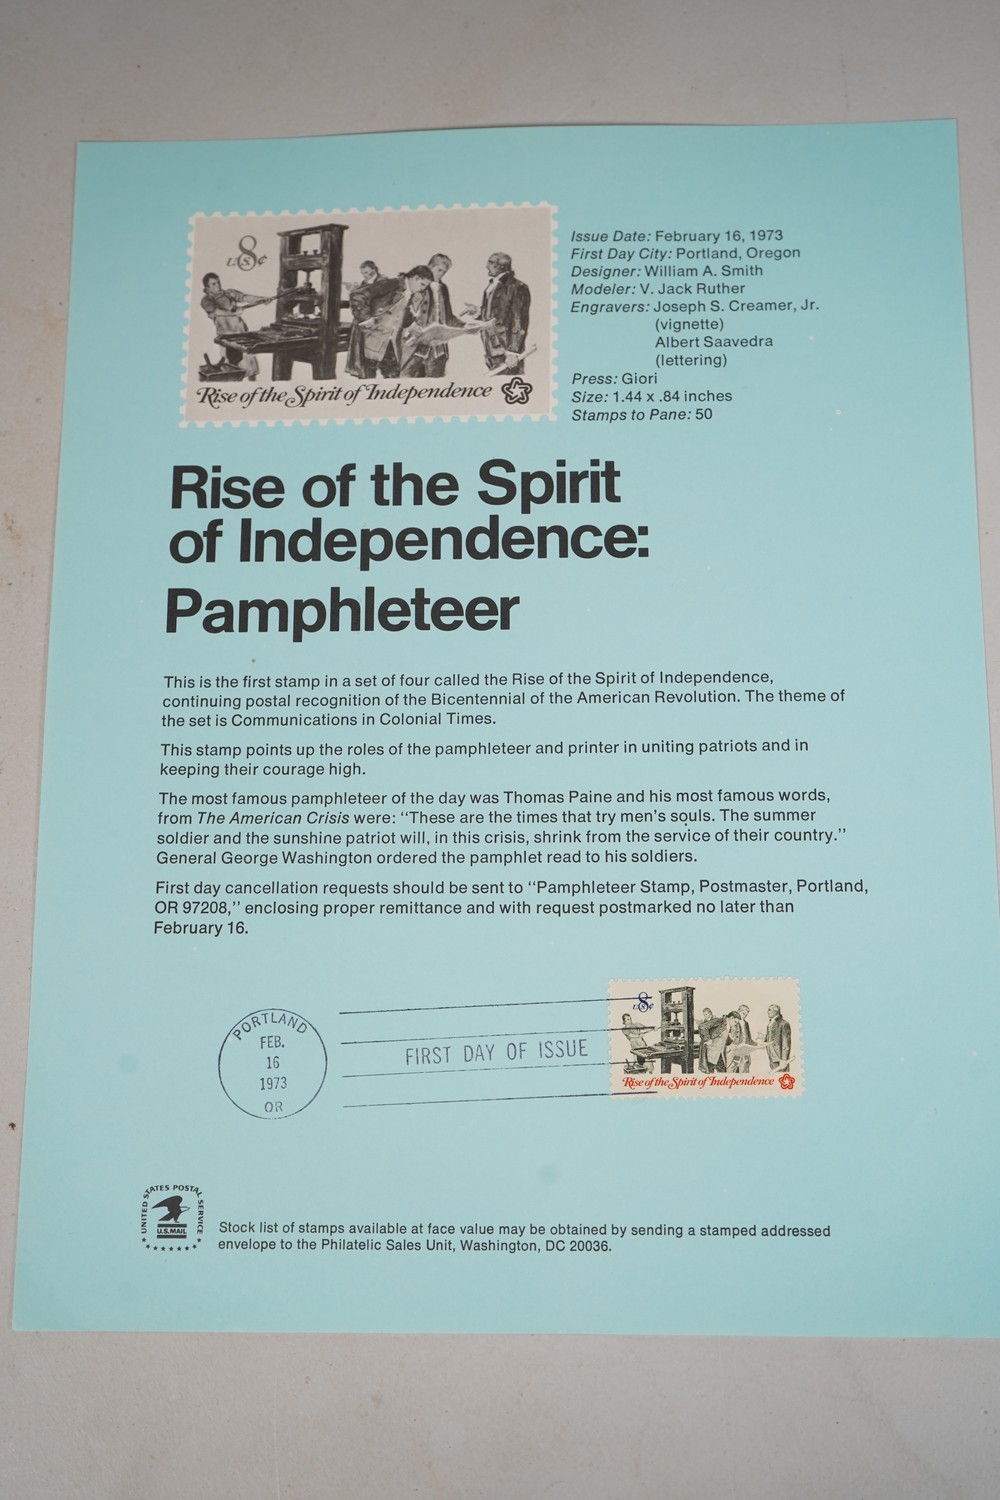 8
U.S. ¢
Rise of the Spirit of Independence
Issue Date: February 16, 1973
First Day City: Portland, Oregon
Designer: William A. Smith
Modeler: V. Jack Ruther
Engravers: Joseph S. Creamer, Jr.
(vignette)
Albert Saavedra
(lettering)
Press: Giori
Size: 1.44 x .84 inches
Stamps to Pane: 50
Rise of the Spirit
of Independence:
Pamphleteer
This is the first stamp in a set of four called the Rise of the Spirit of Independence,
continuing postal recognition of the Bicentennial of the American Revolution. The theme of
the set is Communications in Colonial Times.
This stamp points up the roles of the pamphleteer and printer in uniting patriots and in
keeping their courage high.
The most famous pamphleteer of the day was Thomas Paine and his most famous words,
from The American Crisis were: “These are the times that try men’s souls. The summer
soldier and the sunshine patriot will, in this crisis, shrink from the service of their country.”
General George Washington ordered the pamphlet read to his soldiers.
First day cancellation requests should be sent to “Pamphleteer Stamp, Postmaster, Portland,
OR 97208,” enclosing proper remittance and with request postmarked no later than
February 16.
PORTLAND
FEB.
16
1973
OR
FIRST DAY OF ISSUE
8
U.S. ¢
Rise of the Spirit of Independence
UNITED STATES POSTAL SERVICE
U.S.MAIL
Stock list of stamps available at face value may be obtained by sending a stamped addressed
envelope to the Philatelic Sales Unit, Washington, DC 20036.